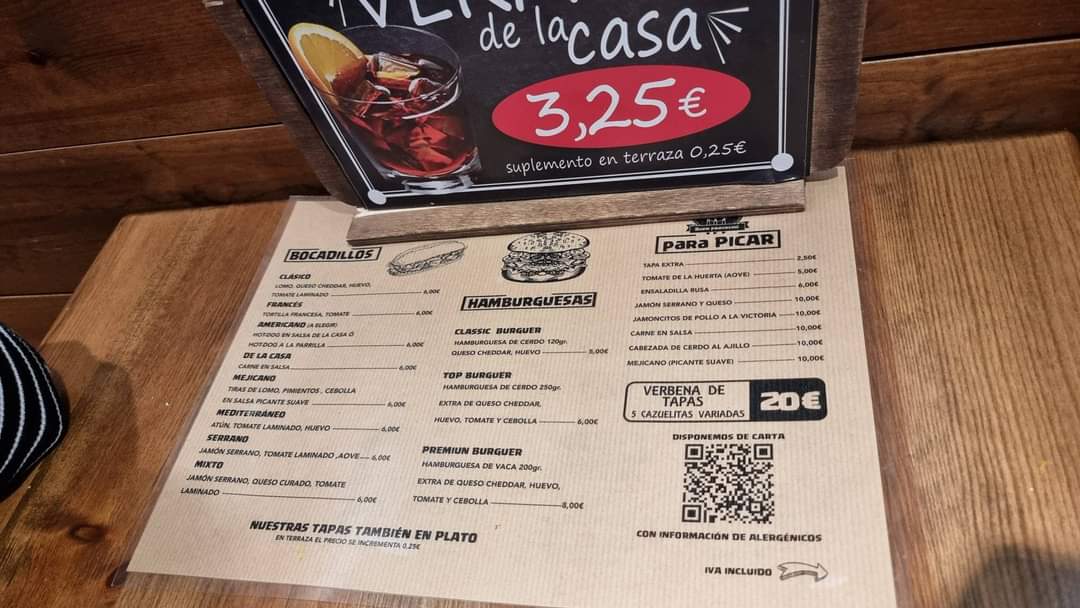 de la casa
3,25€
suplemento en terraza 0,25€
BOCADILLOS
CLÁSICO
LOMO, QUESO CHEDDAR, HUEVO,
TOMATE LAMINADO 6,00€
FRANCÉS
TORTILLA FRANCESA, TOMATE 6,00€
AMERICANO (A ELEGIR)
HOT-DOG EN SALSA DE LA CASA Ó
HOT-DOG A LA PARRILLA 6,00€
DE LA CASA
CARNE EN SALSA 6,00€
MEJICANO
TIRAS DE LOMO, PIMIENTOS, CEBOLLA
EN SALSA PICANTE SUAVE 6,00€
MEDITERRÁNEO
ATÚN, TOMATE LAMINADO, HUEVO 6,00€
SERRANO
JAMÓN SERRANO, TOMATE LAMINADO ,AOVE 6,00€
MIXTO
JAMÓN SERRANO, QUESO CURADO, TOMATE
LAMINADO 6,00€
HAMBURGUESAS
CLASSIC BURGUER
HAMBURGUESA DE CERDO 120gr.
QUESO CHEDDAR, HUEVO 5,00€
TOP BURGUER
HAMBURGUESA DE CERDO 250gr.
EXTRA DE QUESO CHEDDAR,
HUEVO, TOMATE Y CEBOLLA 6,00€
PREMIUN BURGUER
HAMBURGUESA DE VACA 200gr.
EXTRA DE QUESO CHEDDAR, HUEVO,
TOMATE Y CEBOLLA 8,00€
Para PICAR
TAPA EXTRA 2,50€
TOMATE DE LA HUERTA (AOVE) 5,00€
ENSALADILLA RUSA 6,00€
JAMÓN SERRANO Y QUESO 10,00€
JAMONCITOS DE POLLO A LA VICTORIA 10,00€
CARNE EN SALSA 10,00€
CABEZADA DE CERDO AL AJILLO 10,00€
MEJICANO (PICANTE SUAVE) 10,00€
VERBENA DE
TAPAS
5 CAZUELITAS VARIADAS
20€
DISPONEMOS DE CARTA
CON INFORMACIÓN DE ALERGÉNICOS
IVA INCLUIDO
NUESTRAS TAPAS TAMBIÉN EN PLATO
EN TERRAZA EL PRECIO SE INCREMENTA 0,25€